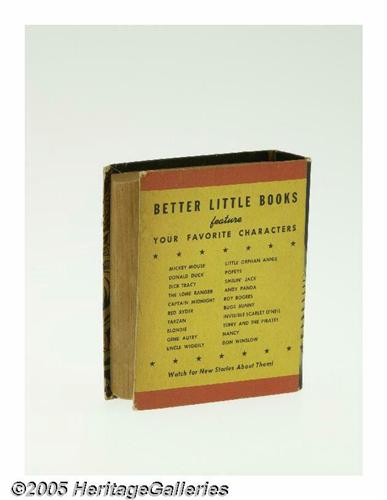 BETTER LITTLE BOOKS
feature
YOUR FAVORITE CHARACTERS
MICKEY MOUSE
DONALD DUCK
DICK TRACY
THE LONE RANGER
CAPTAIN MIDNIGHT
RED RYDER
TARZAN
BLONDIE
GENE AUTRY
UNCLE WIGGILY
LITTLE ORPHAN ANNIE
POPEYE
SMILIN' JACK
ANDY PANDA
ROY ROGERS
BUGS BUNNY
INVISIBLE SCARLET O'NEIL
TERRY AND THE PIRATES
NANCY
DON WINSLOW
Watch for New Stories About Them!
©2005 HeritageGalleries